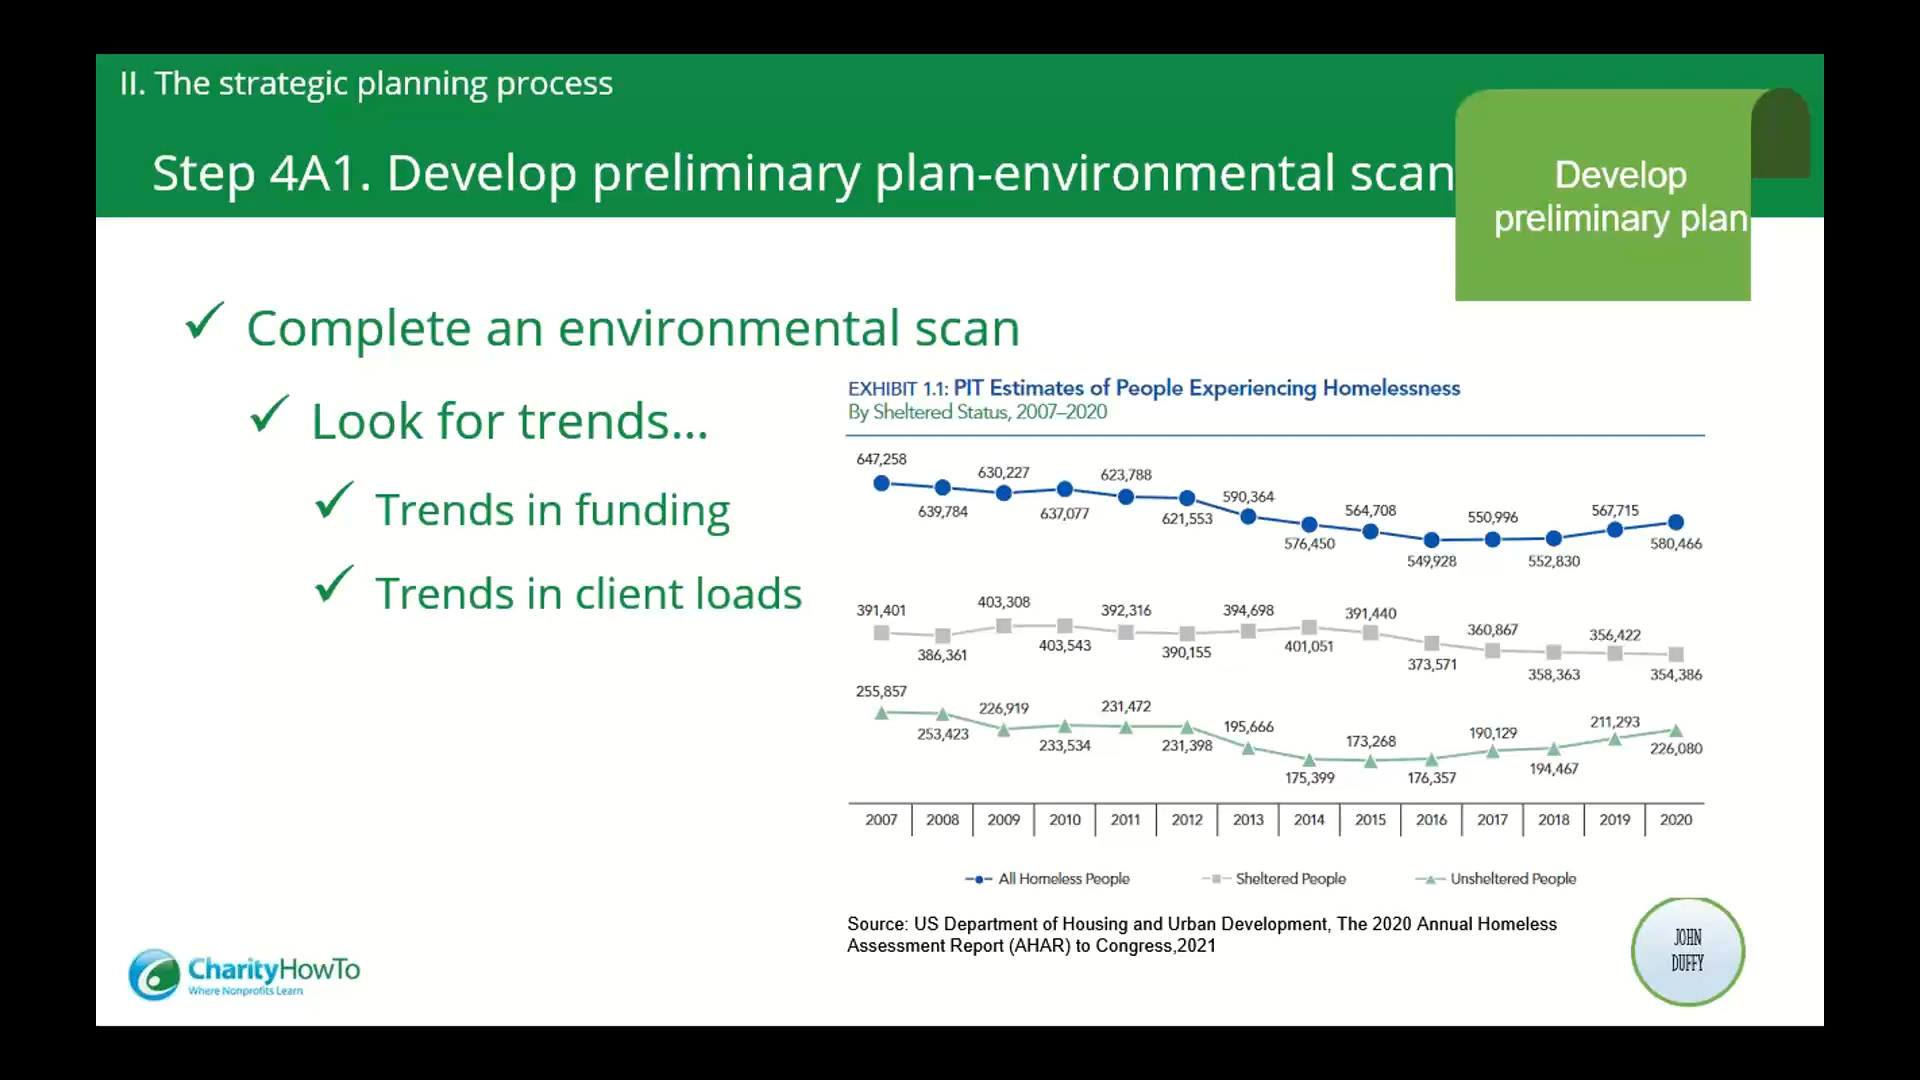 II. The strategic planning process
Step 4A1. Develop preliminary plan-environmental scan
Develop
preliminary plan
✓ Complete an environmental scan
✓ Look for trends...
✓ Trends in funding
✓ Trends in client loads
EXHIBIT 1.1: PIT Estimates of People Experiencing Homelessness
By Sheltered Status, 2007–2020
647,258 639,784 630,227 637,077 623,788 621,553 590,364 576,450 564,708 549,928 550,996 552,830 567,715 580,466
391,401 386,361 403,308 403,543 392,316 390,155 394,698 401,051 391,440 373,571 360,867 358,363 356,422 354,386
255,857 253,423 226,919 233,534 231,472 231,398 195,666 175,399 173,268 176,357 190,129 194,467 211,293 226,080
2007 2008 2009 2010 2011 2012 2013 2014 2015 2016 2017 2018 2019 2020
All Homeless People Sheltered People Unsheltered People
Source: US Department of Housing and Urban Development, The 2020 Annual Homeless
Assessment Report (AHAR) to Congress,2021
CharityHowTo
Where Nonprofits Learn
JOHN
DUFFY